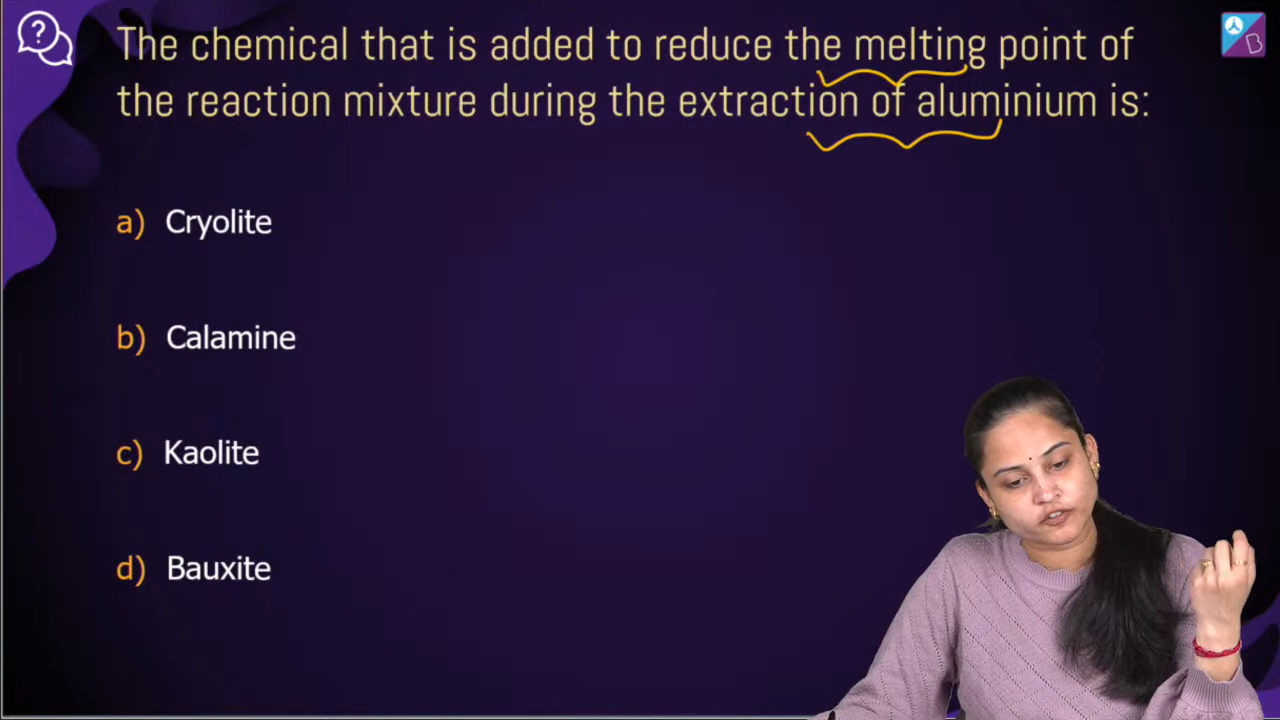 The chemical that is added to reduce the melting point of
the reaction mixture during the extraction of aluminium is:
a) Cryolite
b) Calamine
c) Kaolite
d) Bauxite
?
B